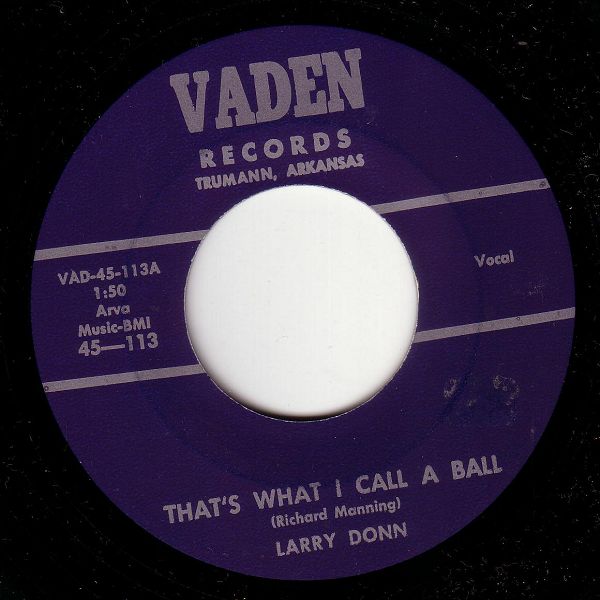 VADEN
RECORDS
TRUMANN, ARKANSAS
VAD-45-113A
1:50
Arva
Music-BMI
45—113
Vocal
THAT'S WHAT I CALL A BALL
(Richard Manning)
LARRY DONN